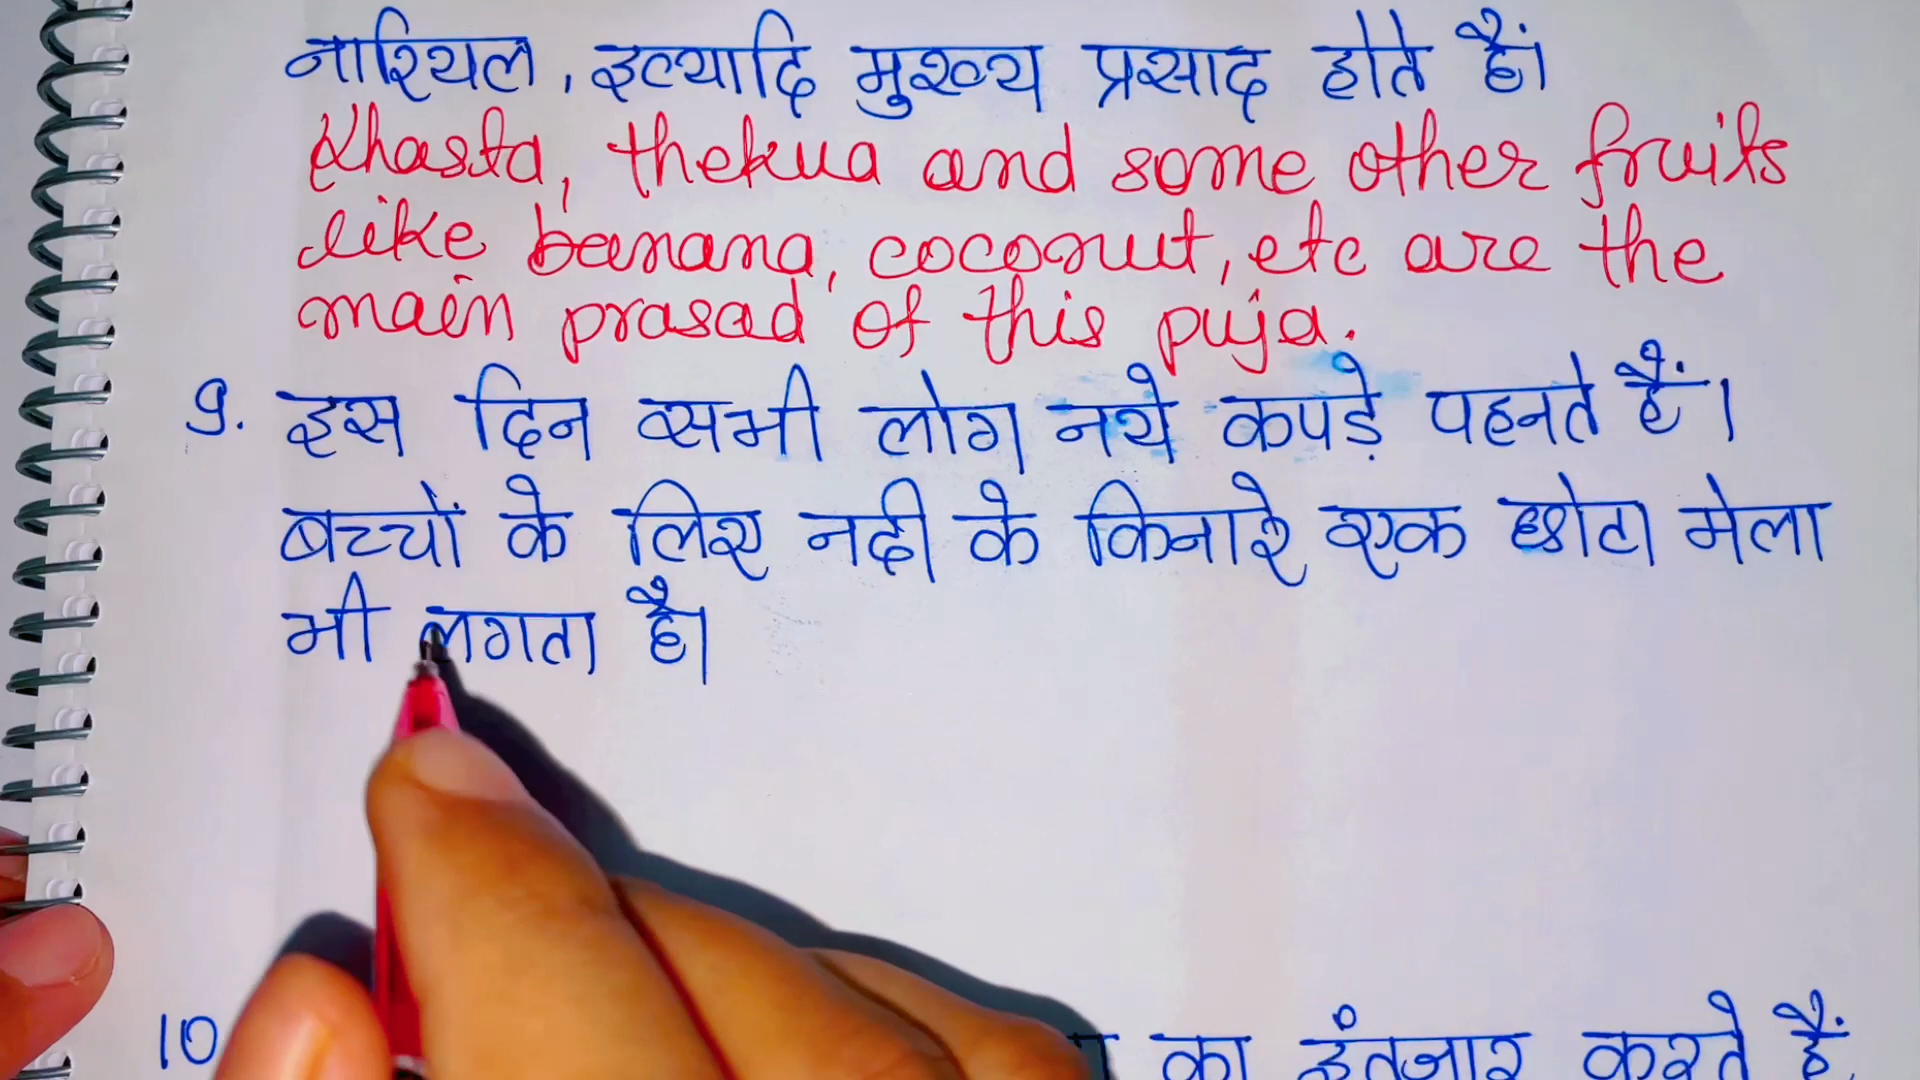 नारियल, इत्यादि मुख्य प्रसाद होते हैं।
Khasta, thekua and some other fruits
like banana, coconut, etc are the
main prasad of this puja.
9. इस दिन सभी लोग नये कपड़े पहनते हैं।
बच्चों के लिए नदी के किनारे एक छोटा मेला
भी लगता है।
10 का इंतजार करते हैं